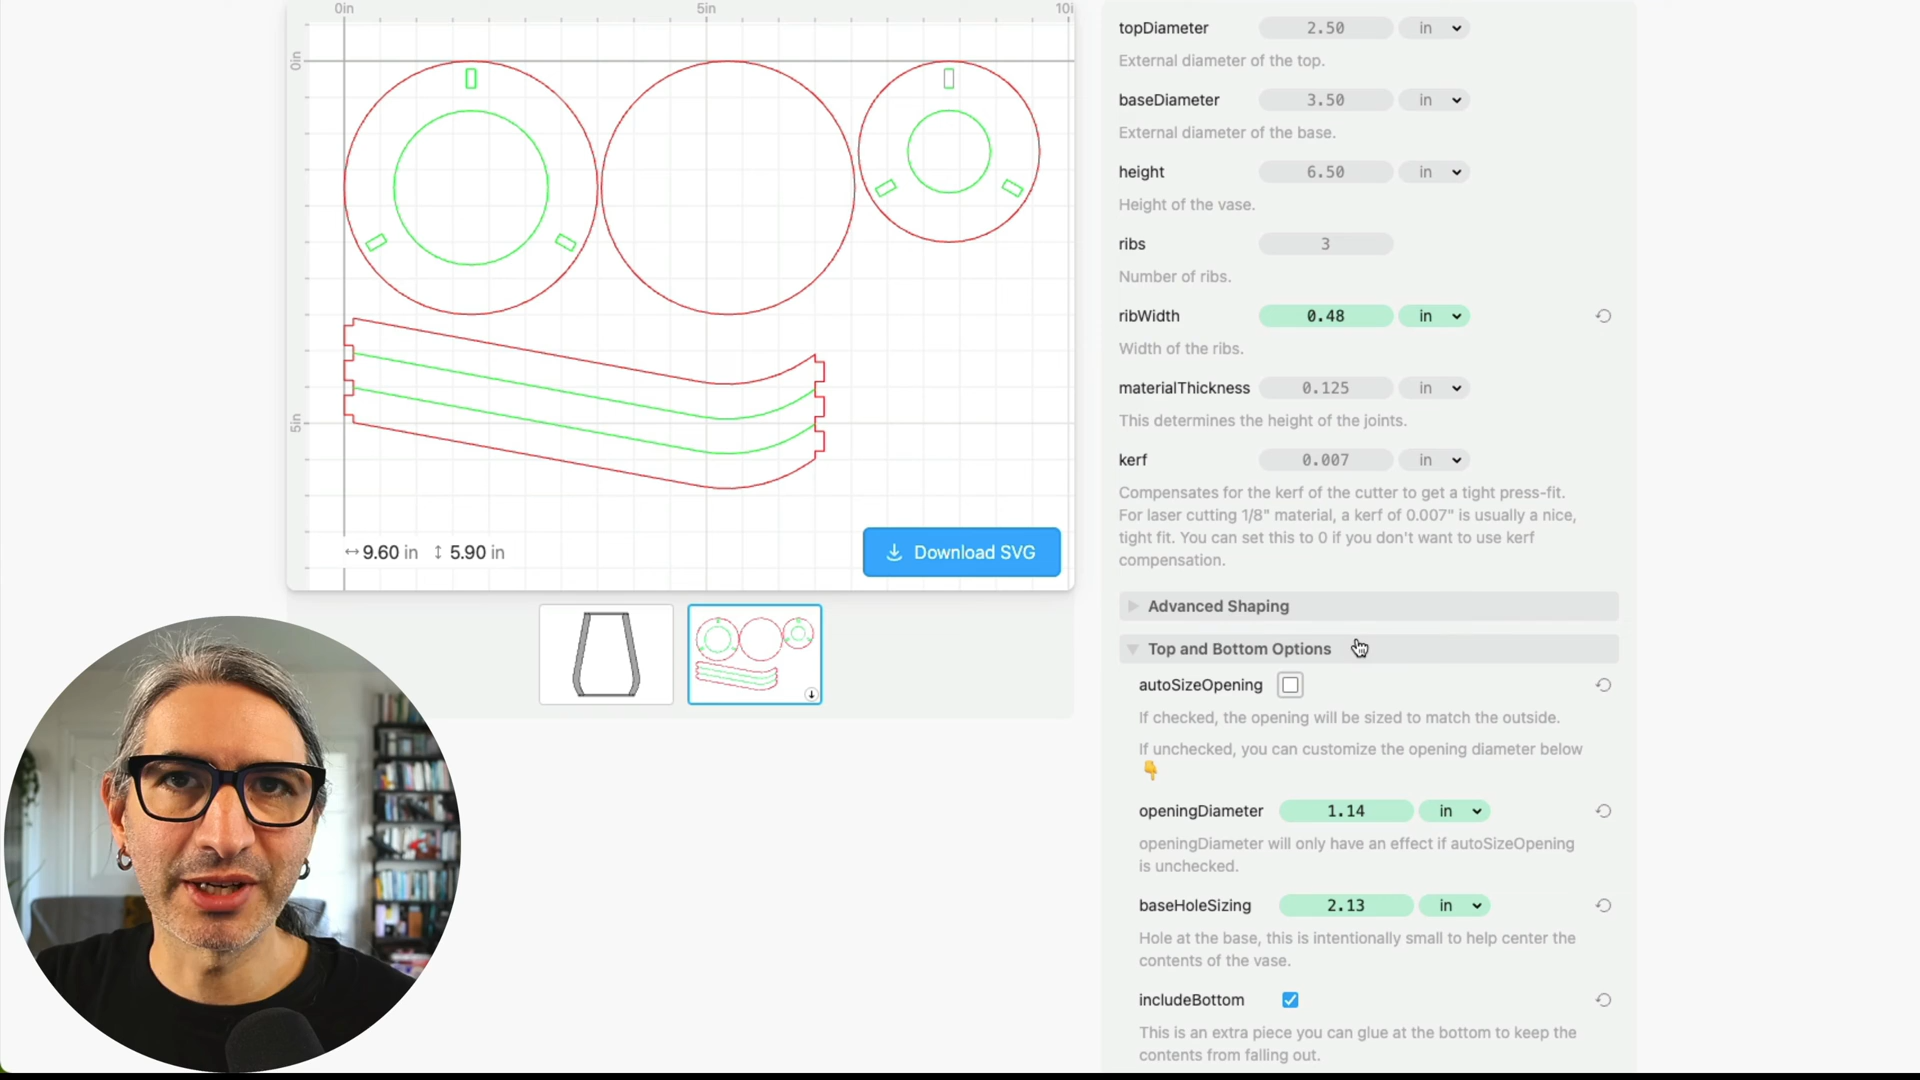 0in
5in
10i
0in
5in
9.60 in
5.90 in
Download SVG
topDiameter 2.50 in
External diameter of the top.
baseDiameter 3.50 in
External diameter of the base.
height 6.50 in
Height of the vase.
ribs 3
Number of ribs.
ribWidth 0.48 in
Width of the ribs.
materialThickness 0.125 in
This determines the height of the joints.
kerf 0.007 in
Compensates for the kerf of the cutter to get a tight press-fit.
For laser cutting 1/8" material, a kerf of 0.007" is usually a nice,
tight fit. You can set this to 0 if you don't want to use kerf
compensation.
Advanced Shaping
Top and Bottom Options
autoSizeOpening
If checked, the opening will be sized to match the outside.
If unchecked, you can customize the opening diameter below
👇
openingDiameter 1.14 in
openingDiameter will only have an effect if autoSizeOpening
is unchecked.
baseHoleSizing 2.13 in
Hole at the base, this is intentionally small to help center the
contents of the vase.
includeBottom
This is an extra piece you can glue at the bottom to keep the
contents from falling out.